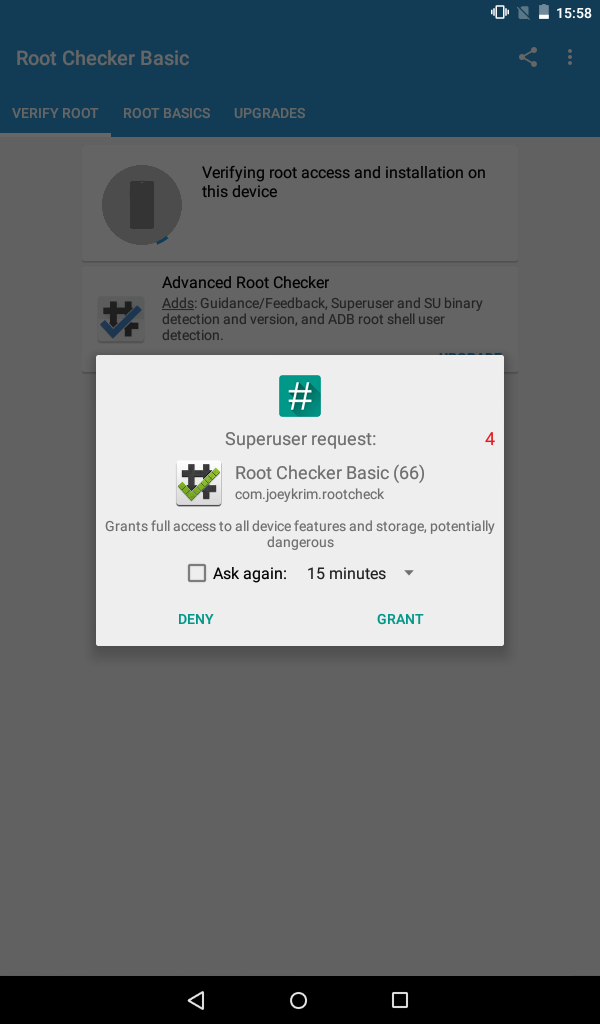 15:58
Root Checker Basic
VERIFY ROOT ROOT BASICS UPGRADES
Verifying root access and installation on
this device
Advanced Root Checker
Adds: Guidance/Feedback, Superuser and SU binary
detection and version, and ADB root shell user
detection.
Superuser request: 4
Root Checker Basic (66)
com.joeykrim.rootcheck
Grants full access to all device features and storage, potentially
dangerous
Ask again: 15 minutes
DENY GRANT